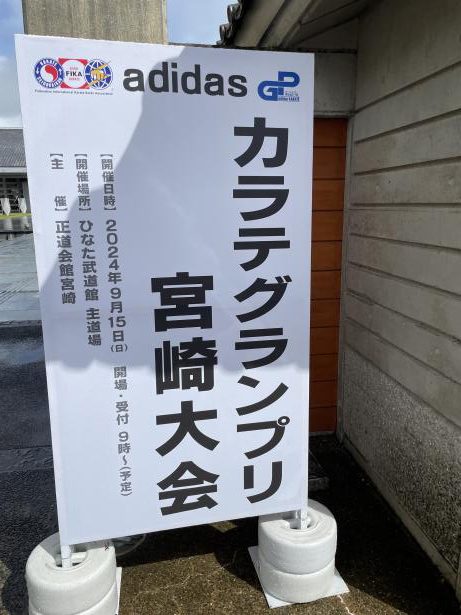 FIKA
adidas
GP
カラテグランプリ
宮崎大会
【開催日時】 2024年9月15日(日) 開場・受付 9時~(予定)
【開催場所】 ひなた武道館 主道場
【主　催】 正道会館宮崎